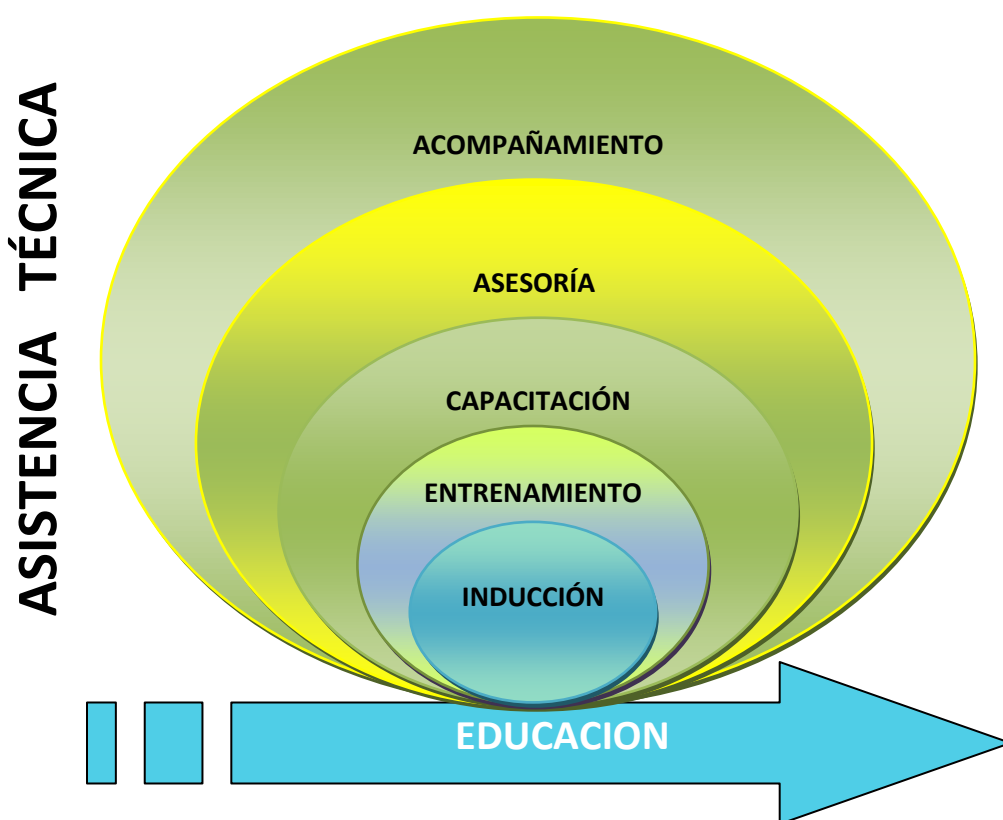 ASISTENCIA TÉCNICA
ACOMPAÑAMIENTO
ASESORÍA
CAPACITACIÓN
ENTRENAMIENTO
INDUCCIÓN
EDUCACION